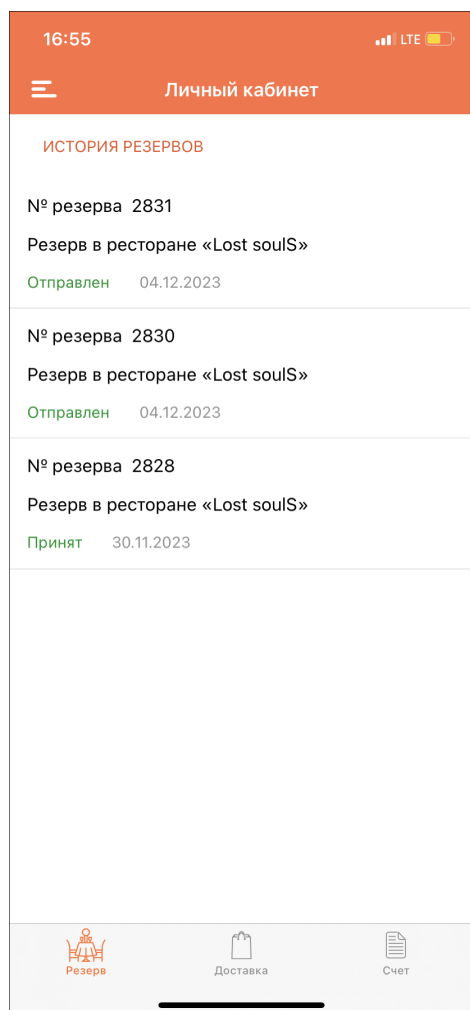 16:55
LTE
Личный кабинет
ИСТОРИЯ РЕЗЕРВОВ
№ резерва 2831
Резерв в ресторане «Lost soulS»
Отправлен 04.12.2023
№ резерва 2830
Резерв в ресторане «Lost soulS»
Отправлен 04.12.2023
№ резерва 2828
Резерв в ресторане «Lost soulS»
Принят 30.11.2023
Резерв Доставка Счет